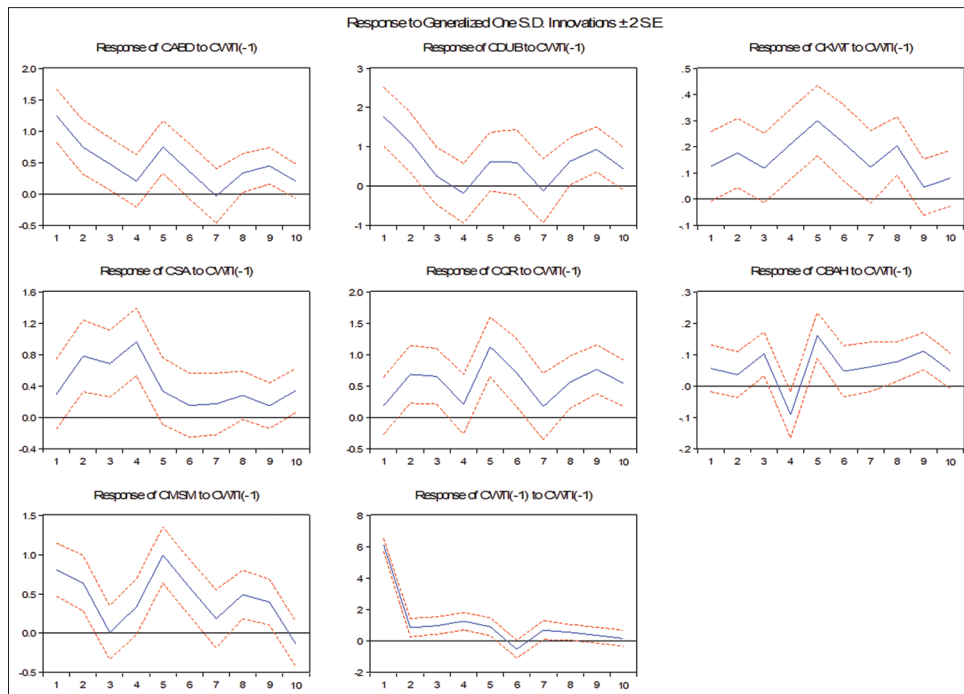 Response to Generalized One S.D. Innovations ± 2 S.E.
Response of CABD to CWTI(-1)
2.0
1.5
1.0
0.5
0.0
-0.5
1 2 3 4 5 6 7 8 9 10
Response of CDUB to CWTI(-1)
3
2
1
0
-1
1 2 3 4 5 6 7 8 9 10
Response of CKWT to CWTI(-1)
.5
.4
.3
.2
.1
.0
-.1
1 2 3 4 5 6 7 8 9 10
Response of CSA to CWTI(-1)
1.6
1.2
0.8
0.4
0.0
-0.4
1 2 3 4 5 6 7 8 9 10
Response of CQR to CWTI(-1)
2.0
1.5
1.0
0.5
0.0
-0.5
1 2 3 4 5 6 7 8 9 10
Response of CBAH to CWTI(-1)
.3
.2
.1
.0
-.1
-.2
1 2 3 4 5 6 7 8 9 10
Response of CMSM to CWTI(-1)
1.5
1.0
0.5
0.0
-0.5
1 2 3 4 5 6 7 8 9 10
Response of CWTI(-1) to CWTI(-1)
8
6
4
2
0
-2
1 2 3 4 5 6 7 8 9 10